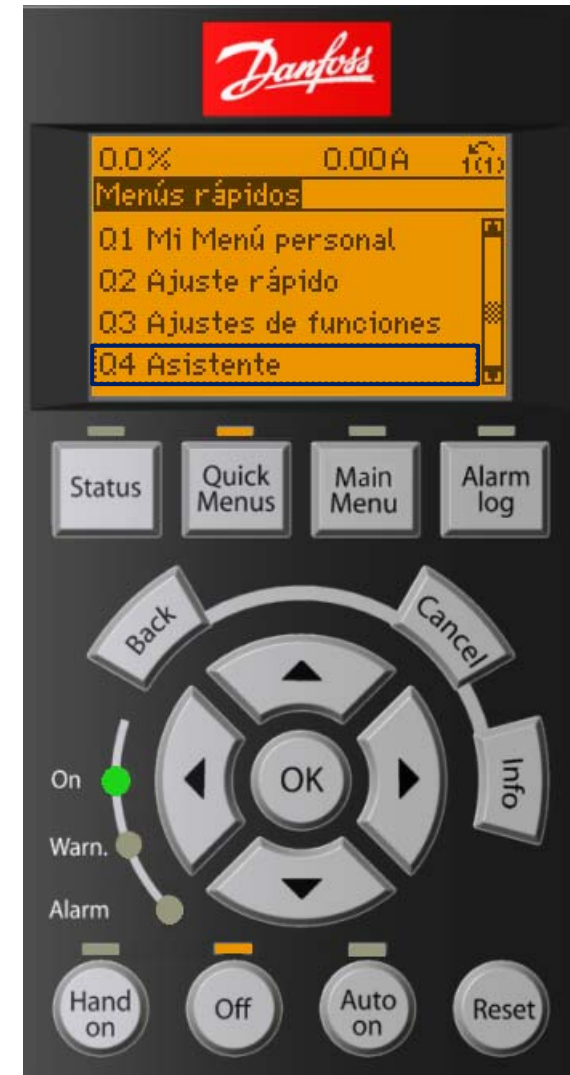 Danfoss
0.0% 0.00A 1(1)
Menús rápidos
Q1 Mi Menú personal
Q2 Ajuste rápido
Q3 Ajustes de funciones
Q4 Asistente
Status
Quick
Menus
Main
Menu
Alarm
log
Back
Cancel
OK
Info
On
Warn.
Alarm
Hand
on
Off
Auto
on
Reset